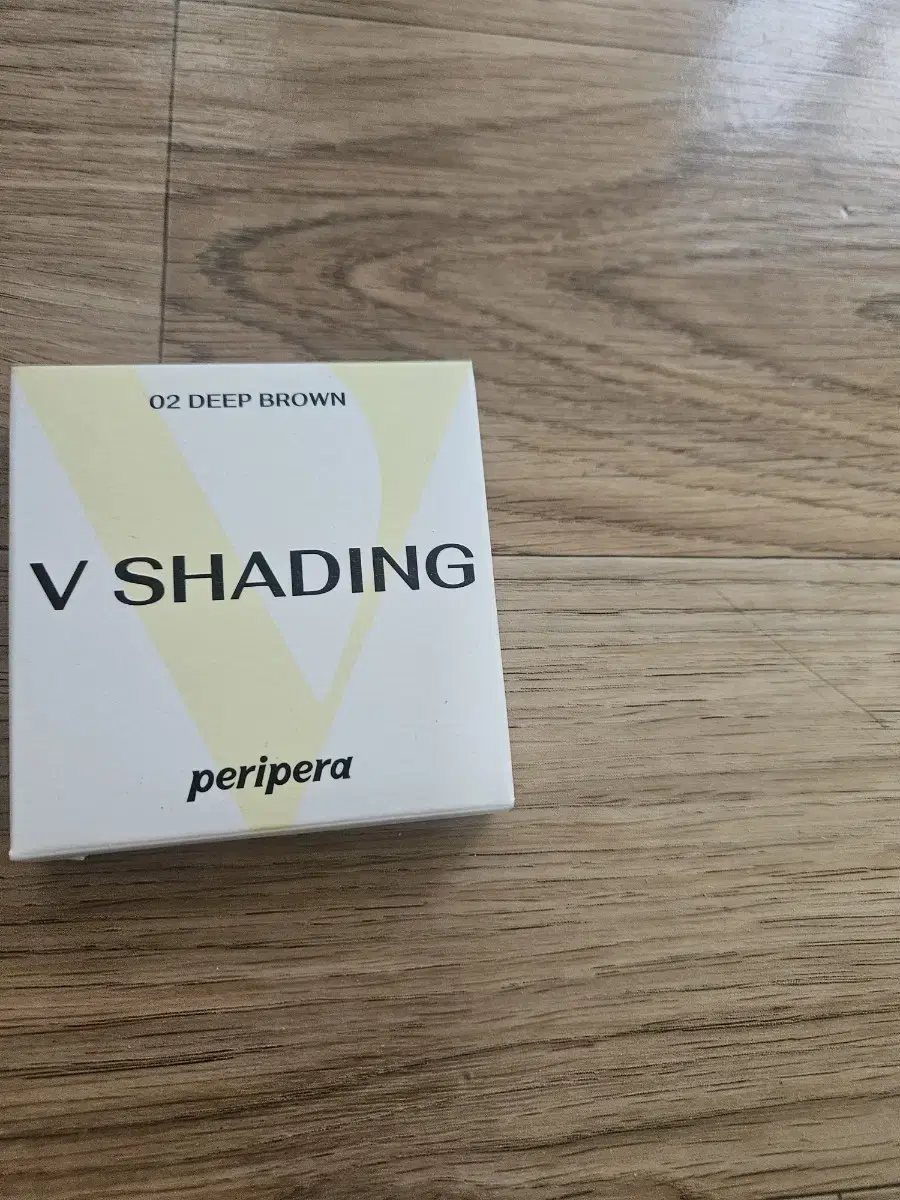 02 DEEP BROWN
V SHADING
peripera